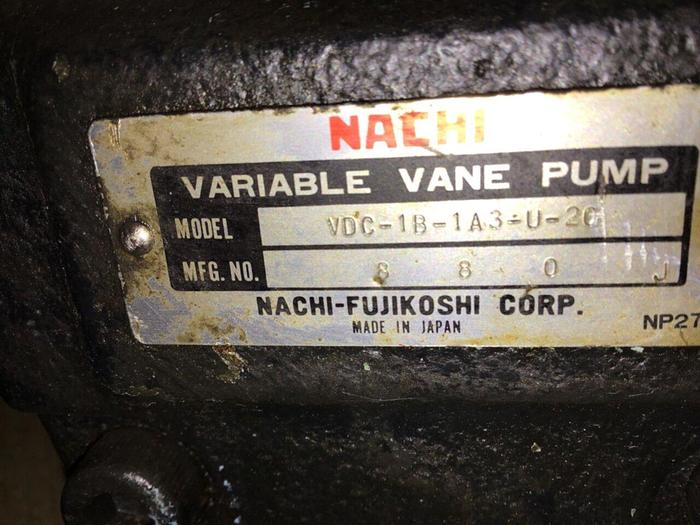 NACHI
VARIABLE VANE PUMP
MODEL VDC-1B-1A3-U-20
MFG. NO. 8 8 0 J
NACHI-FUJIKOSHI CORP.
MADE IN JAPAN
NP27